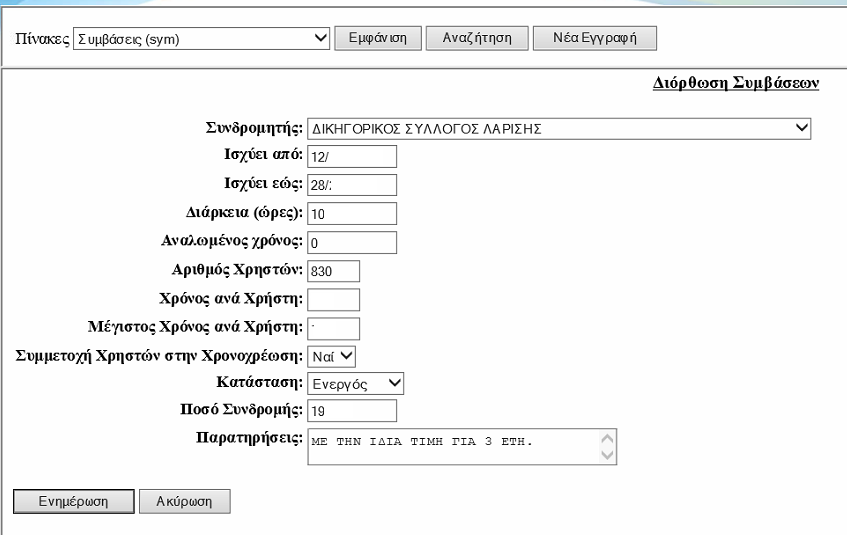 Πίνακες Συμβάσεις (sym) Εμφάνιση Αναζήτηση Νέα Εγγραφή
Διόρθωση Συμβάσεων
Συνδρομητής: ΔΙΚΗΓΟΡΙΚΟΣ ΣΥΛΛΟΓΟΣ ΛΑΡΙΣΗΣ
Ισχύει από: 12/
Ισχύει εώς: 28/
Διάρκεια (ώρες): 10
Αναλωμένος χρόνος: 0
Αριθμός Χρηστών: 830
Χρόνος ανά Χρήστη:
Μέγιστος Χρόνος ανά Χρήστη:
Συμμετοχή Χρηστών στην Χρονοχρέωση: Ναί
Κατάσταση: Ενεργός
Ποσό Συνδρομής: 19
Παρατηρήσεις: ΜΕ ΤΗΝ ΙΔΙΑ ΤΙΜΗ ΓΙΑ 3 ΕΤΗ.
Ενημέρωση Ακύρωση